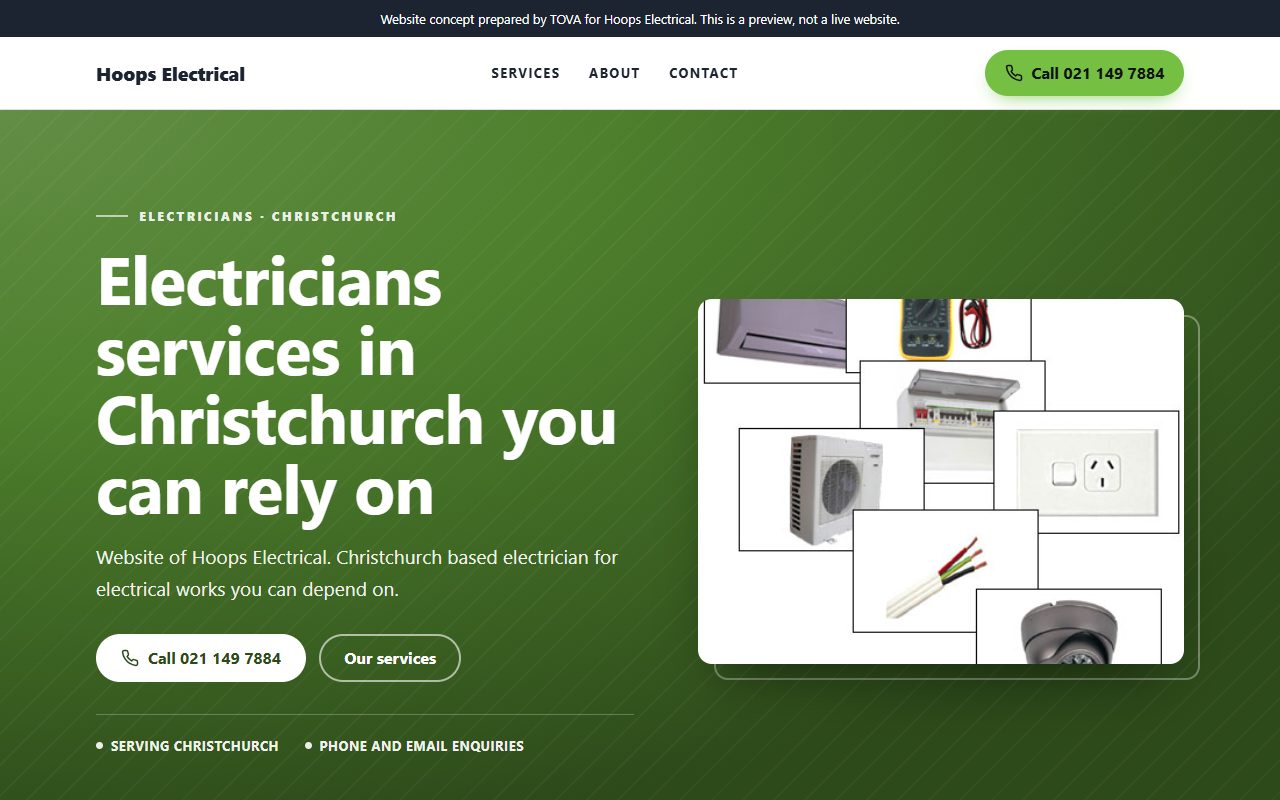 Website concept prepared by TOVA for Hoops Electrical. This is a preview, not a live website.
Hoops Electrical
SERVICES
ABOUT
CONTACT
Call 021 149 7884
ELECTRICIANS · CHRISTCHURCH
Electricians
services in
Christchurch you
can rely on
Website of Hoops Electrical. Christchurch based electrician for
electrical works you can depend on.
Call 021 149 7884
Our services
SERVING CHRISTCHURCH
PHONE AND EMAIL ENQUIRIES